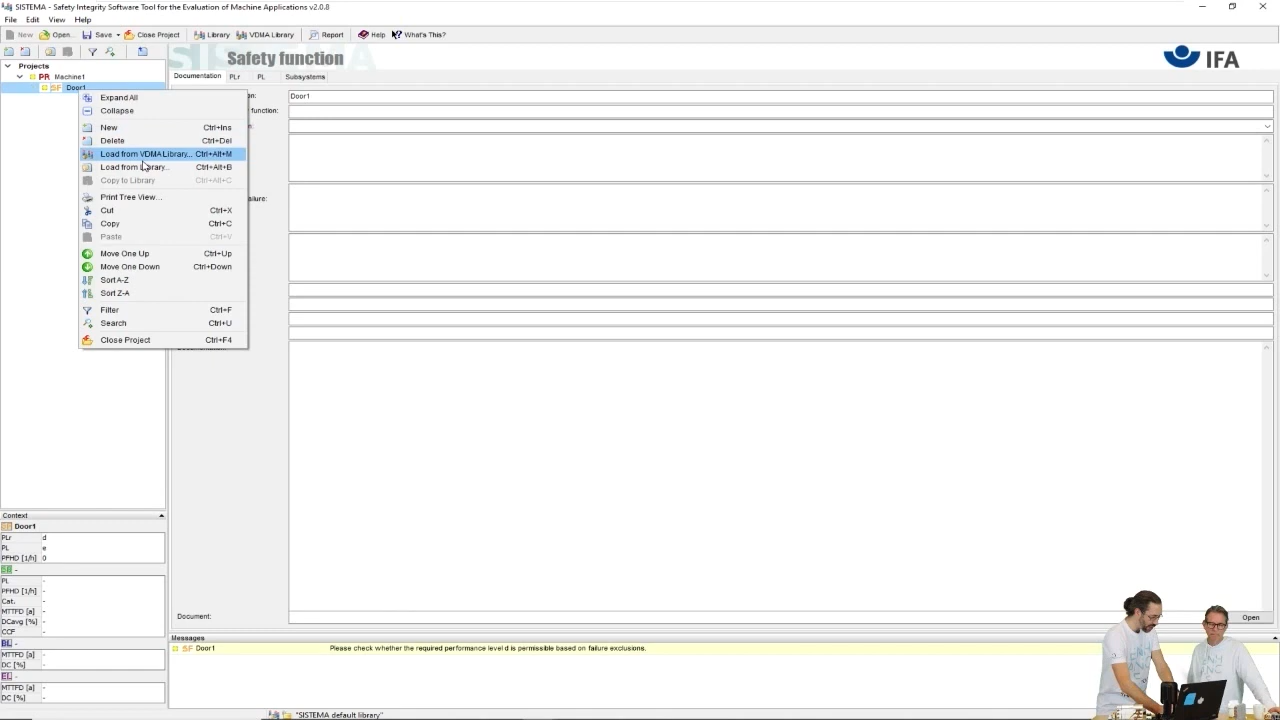 SISTEMA - Safety Integrity Software Tool for the Evaluation of Machine Applications v2.0.8
File Edit View Help
New Open... Save Close Project Library VDMA Library Report Help What's This?
Safety function
IFA
Projects
PR Machine1
SF Door1
Documentation PLr PL Subsystems
Door1
function:
Expand All
Collapse
New Ctrl+Ins
Delete Ctrl+Del
Load from VDMA Library... Ctrl+Alt+M
Load from Library... Ctrl+Alt+B
Copy to Library Ctrl+Alt+C
Print Tree View...
Cut Ctrl+X
Copy Ctrl+C
Paste Ctrl+V
Move One Up Ctrl+Up
Move One Down Ctrl+Down
Sort A-Z
Sort Z-A
Filter Ctrl+F
Search Ctrl+U
Close Project Ctrl+F4
Document: Open
Context
SF Door1
PLr d
PL e
PFHD [1/h] 0
SB -
PL -
PFHD [1/h] -
Cat. -
MTTFD [a] -
DCavg [%] -
CCF -
BL -
MTTFD [a] -
DC [%] -
EL -
MTTFD [a] -
DC [%] -
Messages
SF Door1 Please check whether the required performance level d is permissible based on failure exclusions.
"SISTEMA default library"